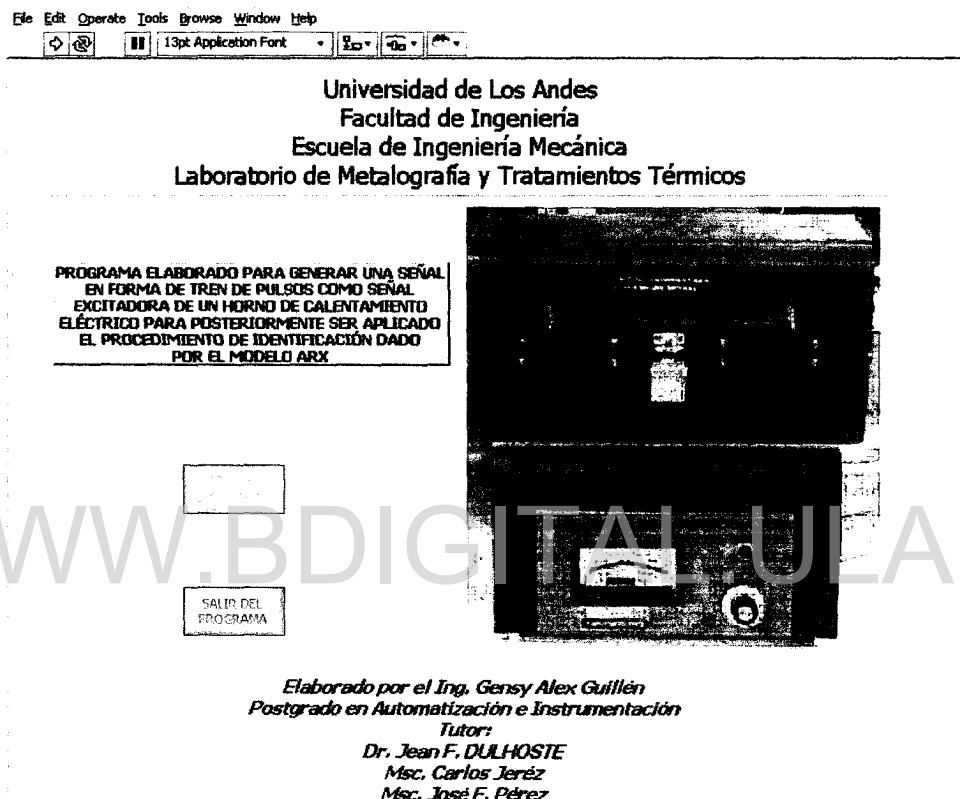 File Edit Operate Tools Browse Window Help
13pt Application Font
Universidad de Los Andes
Facultad de Ingeniería
Escuela de Ingeniería Mecánica
Laboratorio de Metalografía y Tratamientos Térmicos
PROGRAMA ELABORADO PARA GENERAR UNA SEÑAL
EN FORMA DE TREN DE PULSOS COMO SEÑAL
EXCITADORA DE UN HORNO DE CALENTAMIENTO
ELÉCTRICO PARA POSTERIORMENTE SER APLICADO
EL PROCEDIMIENTO DE IDENTIFICACIÓN DADO
POR EL MODELO ARX
WW.BDIGITAL.ULA
SALIR DEL
PROGRAMA
Elaborado por el Ing. Gensy Alex Guillén
Postgrado en Automatización e Instrumentación
Tutor:
Dr. Jean F. DULHOSTE
Msc. Carlos Jeréz
Msc. José F. Pérez